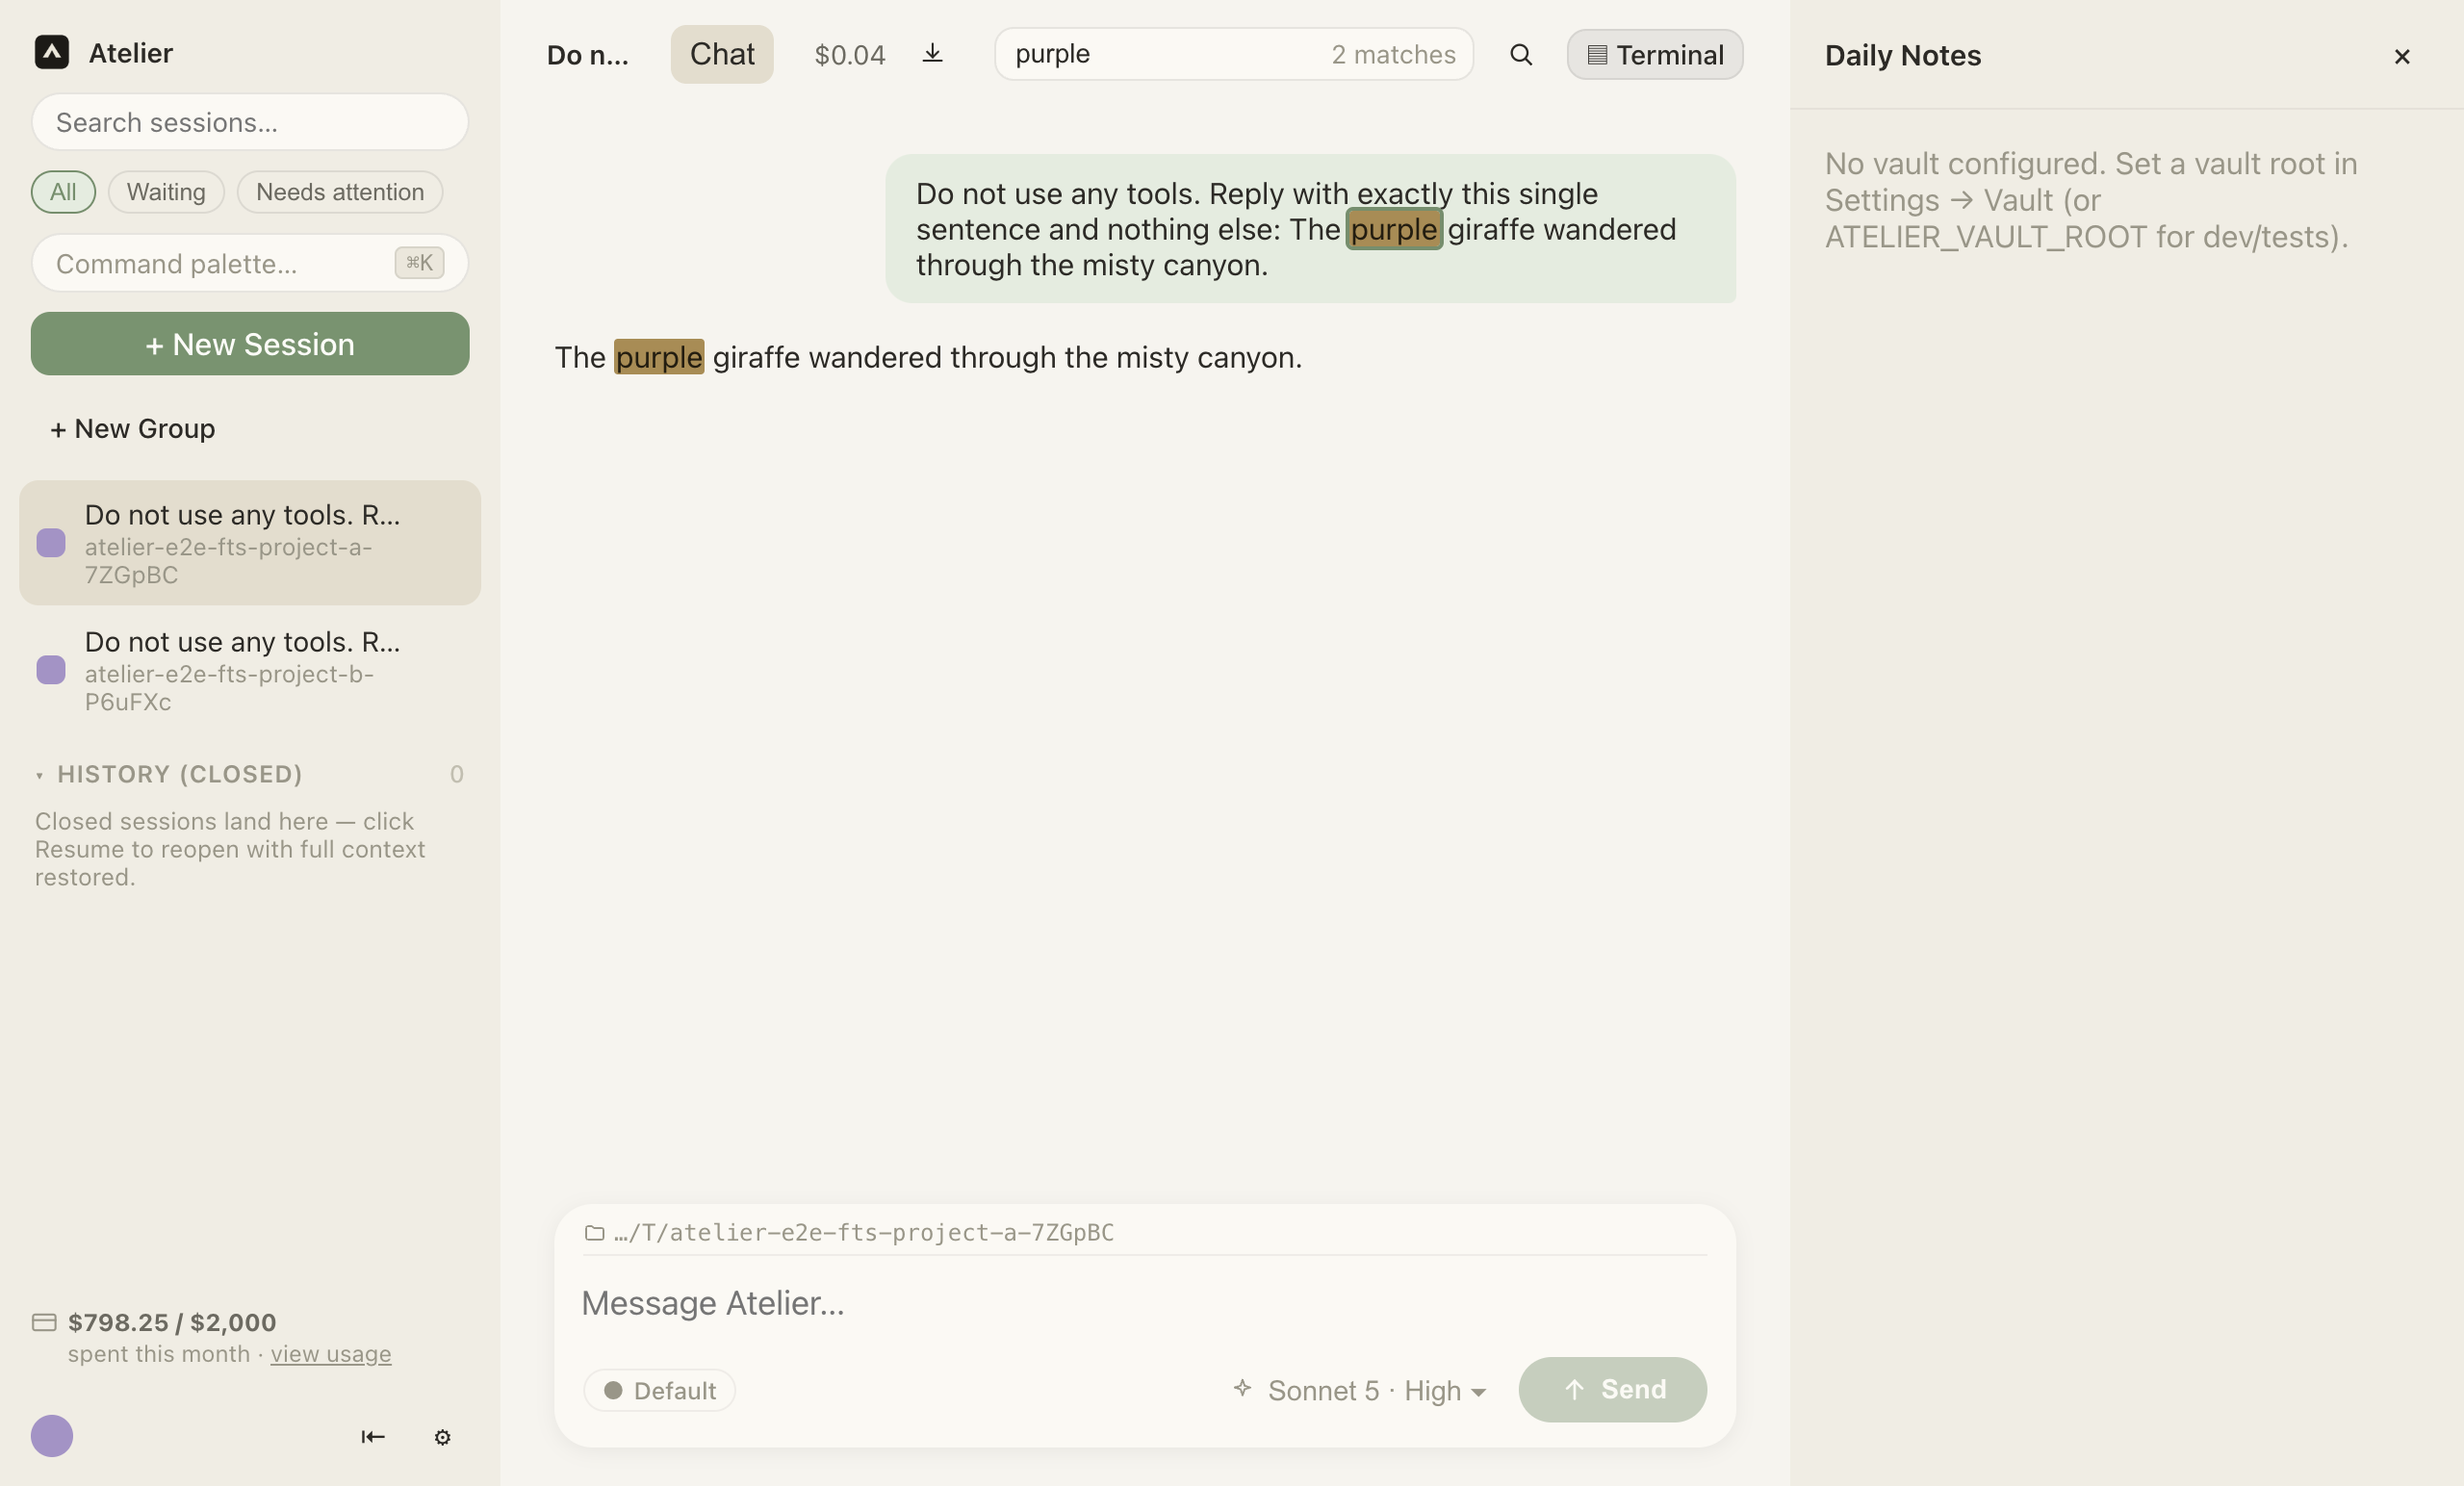 Atelier
Search sessions...
All
Waiting
Needs attention
Command palette...
⌘K
+ New Session
+ New Group
Do not use any tools. R...
atelier-e2e-fts-project-a-
7ZGpBC
Do not use any tools. R...
atelier-e2e-fts-project-b-
P6uFXc
▾ HISTORY (CLOSED) 0
Closed sessions land here — click
Resume to reopen with full context
restored.
$798.25 / $2,000
spent this month · view usage
Do n...
Chat
$0.04
purple
2 matches
Terminal
Do not use any tools. Reply with exactly this single
sentence and nothing else: The purple giraffe wandered
through the misty canyon.
The purple giraffe wandered through the misty canyon.
…/T/atelier-e2e-fts-project-a-7ZGpBC
Message Atelier...
Default
Sonnet 5 · High
Send
Daily Notes
No vault configured. Set a vault root in
Settings → Vault (or
ATELIER_VAULT_ROOT for dev/tests).